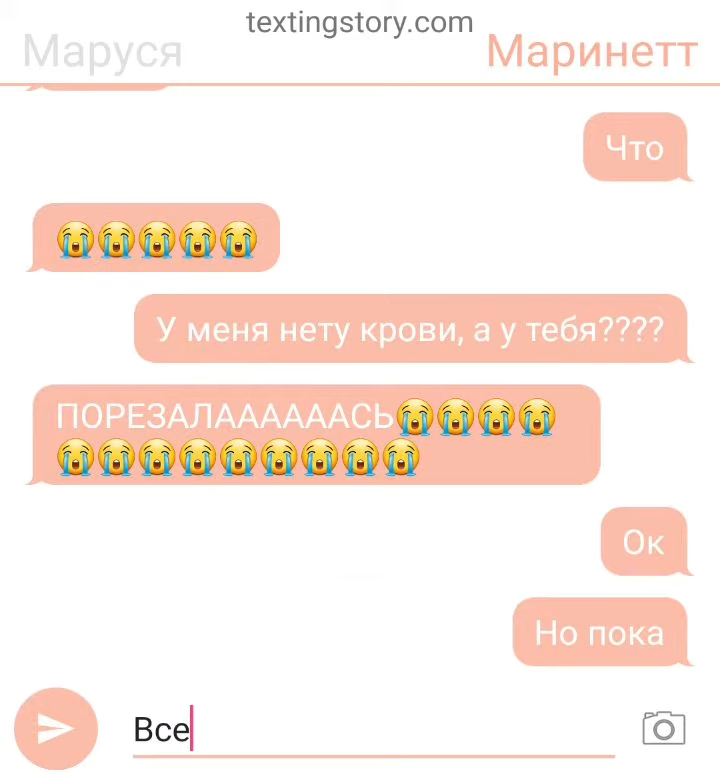 textingstory.com
Маруся
Маринетт
Что
😭😭😭😭😭
У меня нету крови, а у тебя????
ПОРЕЗАЛААААААСЬ😭😭😭😭
😭😭😭😭😭😭😭😭😭
Ок
Но пока
Все